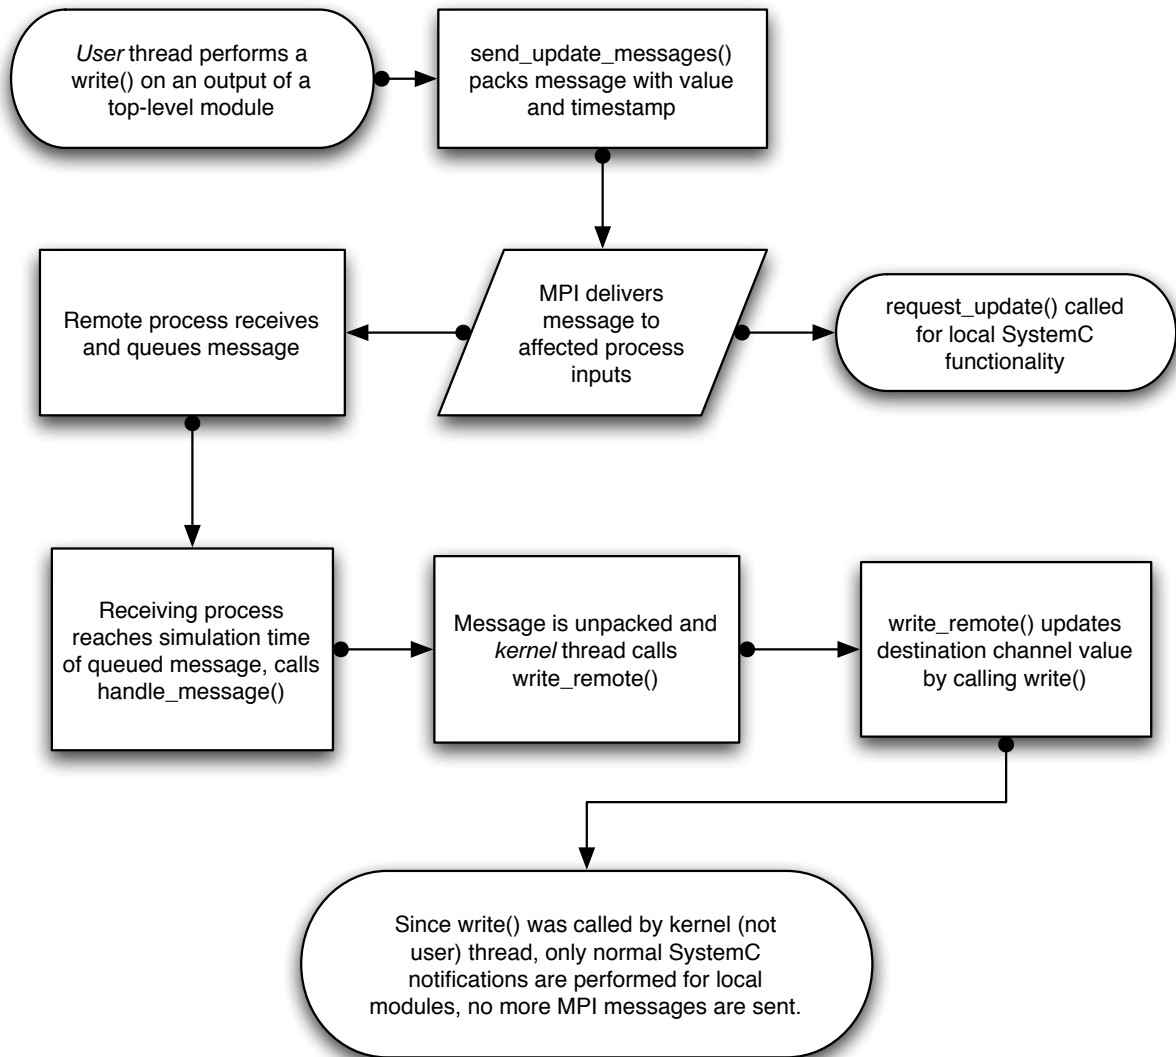 User thread performs a
write() on an output of a
top-level module
send_update_messages()
packs message with value
and timestamp
MPI delivers
message to
affected process
inputs
request_update() called
for local SystemC
functionality
Remote process receives
and queues message
Receiving process
reaches simulation time
of queued message, calls
handle_message()
Message is unpacked and
kernel thread calls
write_remote()
write_remote() updates
destination channel value
by calling write()
Since write() was called by kernel (not
user) thread, only normal SystemC
notifications are performed for local
modules, no more MPI messages are sent.